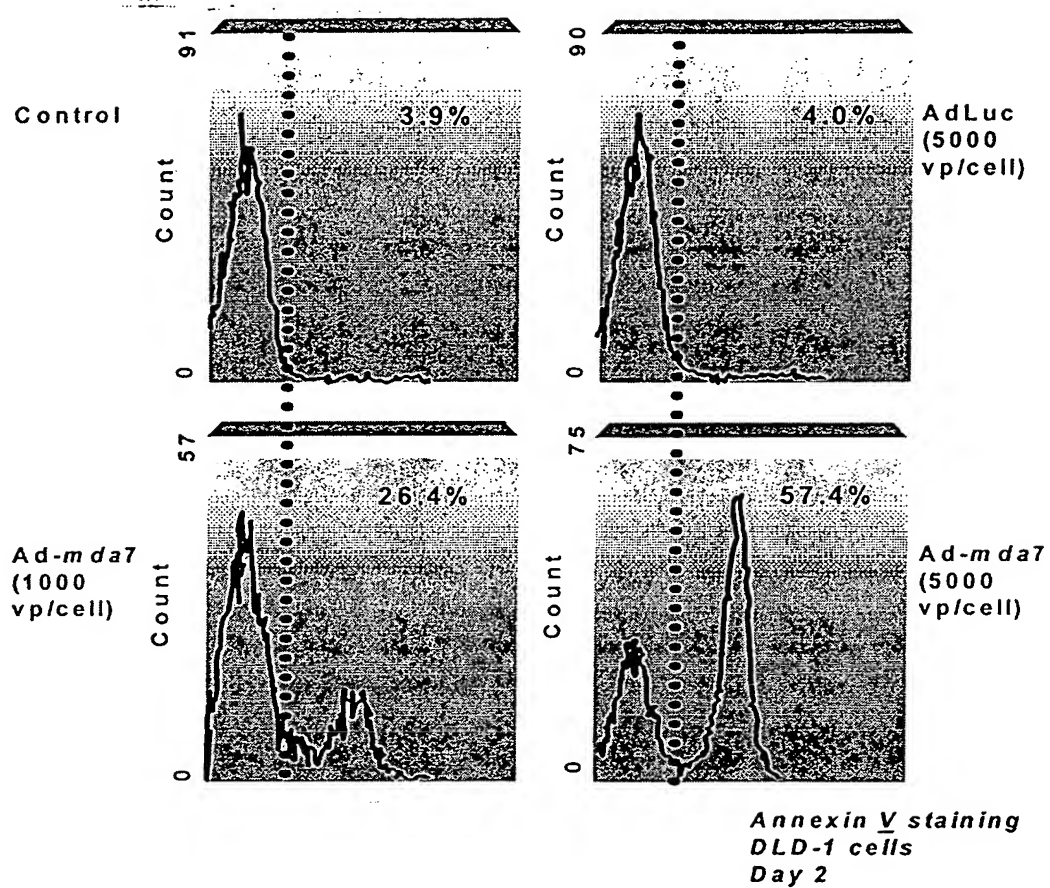 91
Control
3.9%
Count
0
90
4.0%
AdLuc
(5000
vp/cell)
Count
0
57
26.4%
Ad-mda7
(1000
vp/cell)
Count
0
75
57.4%
Ad-mda7
(5000
vp/cell)
Count
0
Annexin V staining
DLD-1 cells
Day 2